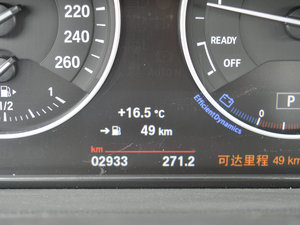 220
240
260
1/2
1
+16.5 °C
49 km
km
02933 271.2
READY
OFF
EfficientDynamics
0
P
可达里程 49 km